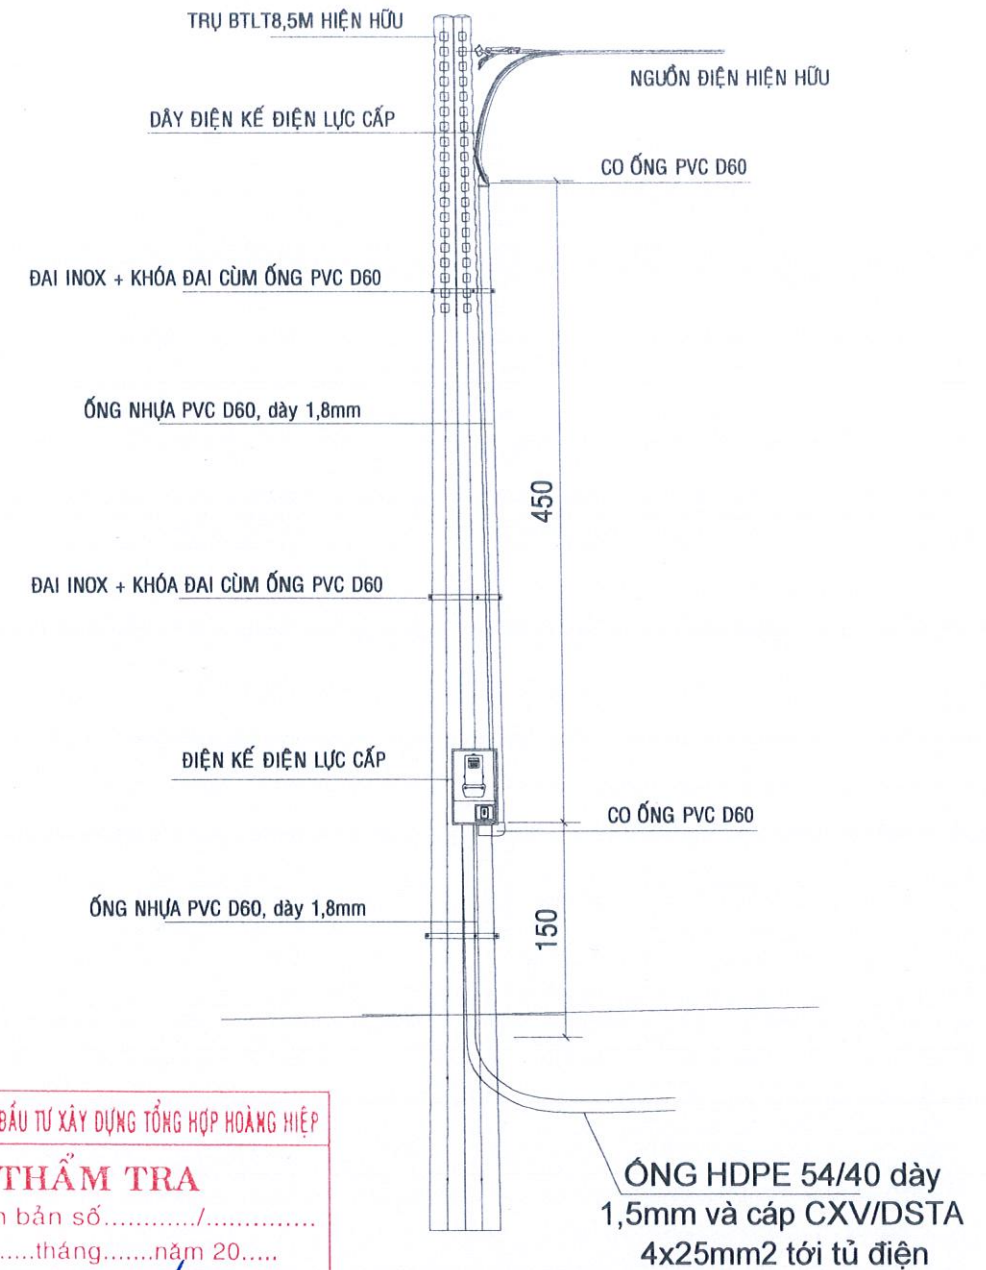 TRỤ BTLT8,5M HIỆN HỮU
NGUỒN ĐIỆN HIỆN HỮU
DÂY ĐIỆN KẾ ĐIỆN LỰC CẤP
CO ỐNG PVC D60
ĐAI INOX + KHÓA ĐAI CÙM ỐNG PVC D60
ỐNG NHỰA PVC D60, dày 1,8mm
450
ĐAI INOX + KHÓA ĐAI CÙM ỐNG PVC D60
ĐIỆN KẾ ĐIỆN LỰC CẤP
CO ỐNG PVC D60
ỐNG NHỰA PVC D60, dày 1,8mm
150
ĐẦU TƯ XÂY DỰNG TỔNG HỢP HOÀNG HIỆP
THẨM TRA
bản số............/..............
.....tháng.......năm 20.....
ỐNG HDPE 54/40 dày
1,5mm và cáp CXV/DSTA
4x25mm2 tới tủ điện